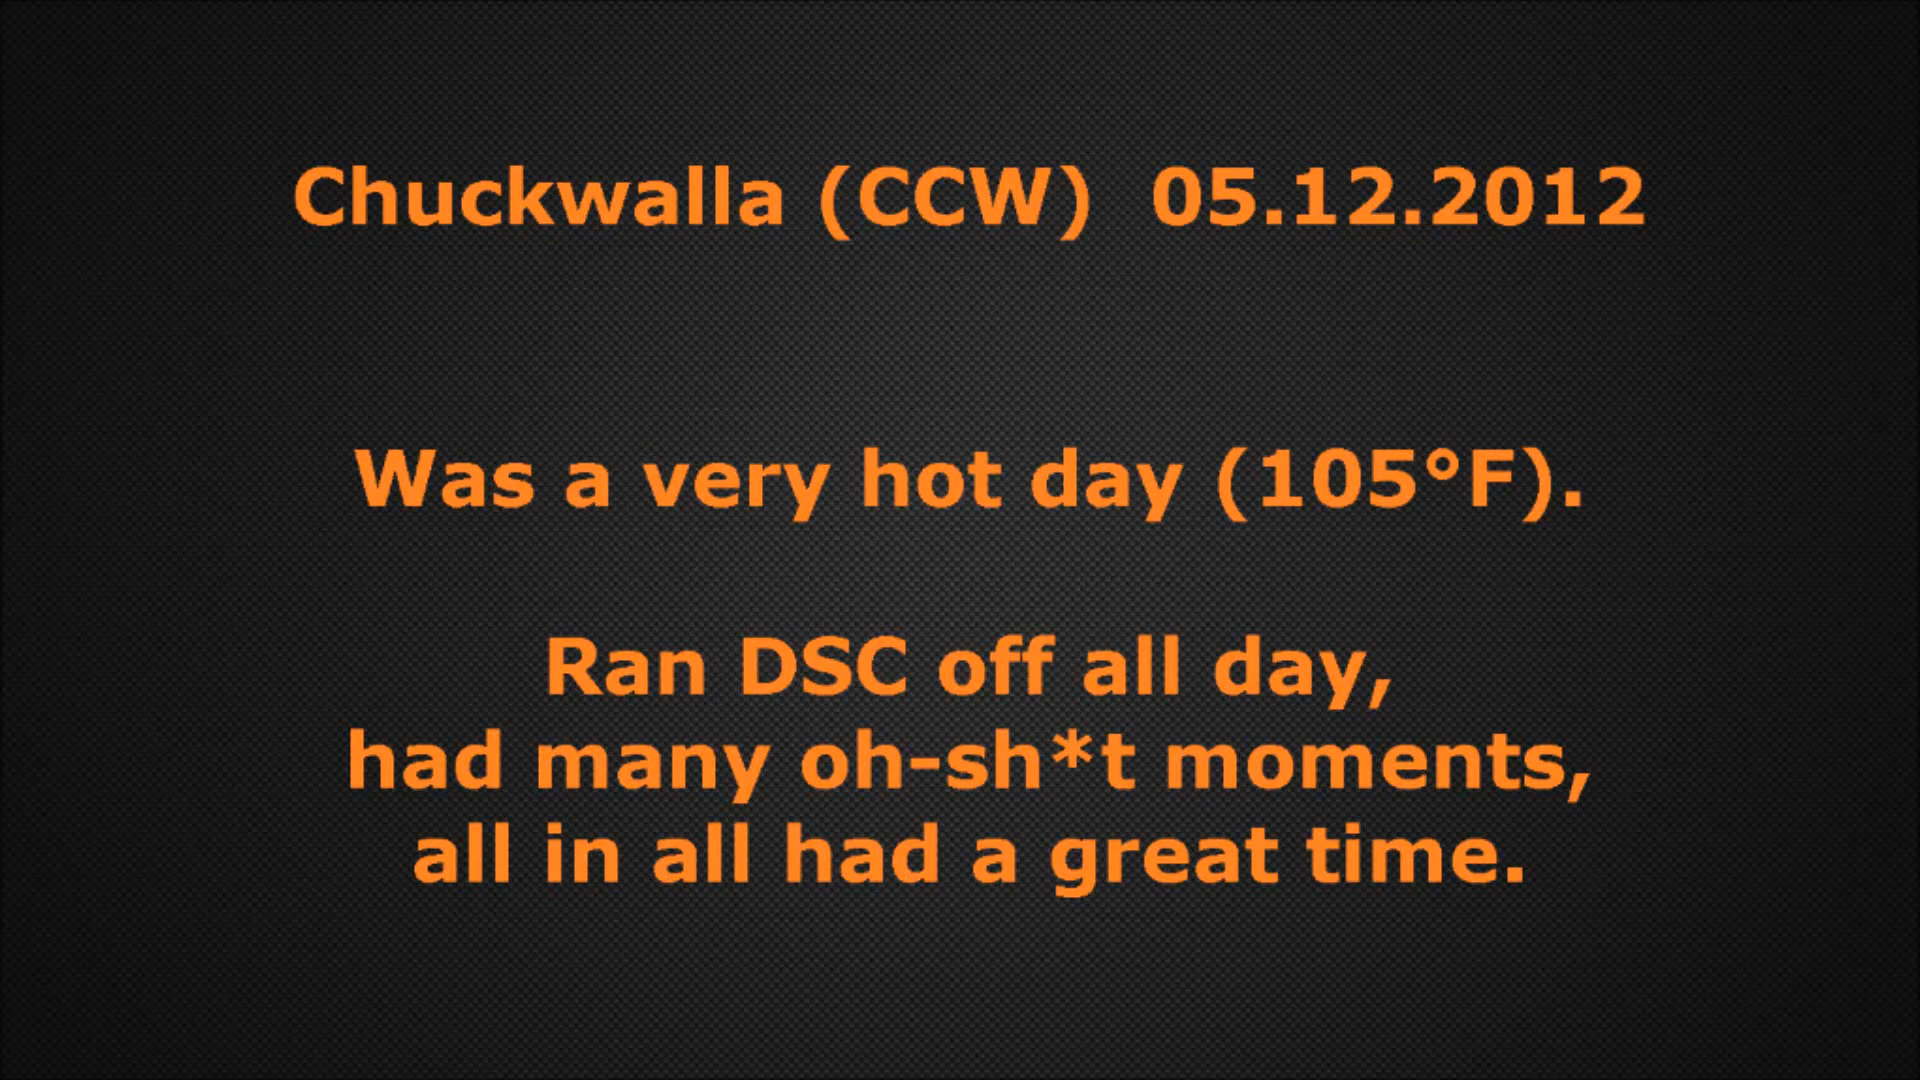 Chuckwalla (CCW)  05.12.2012
Was a very hot day (105°F).
Ran DSC off all day,
had many oh-sh*t moments,
all in all had a great time.